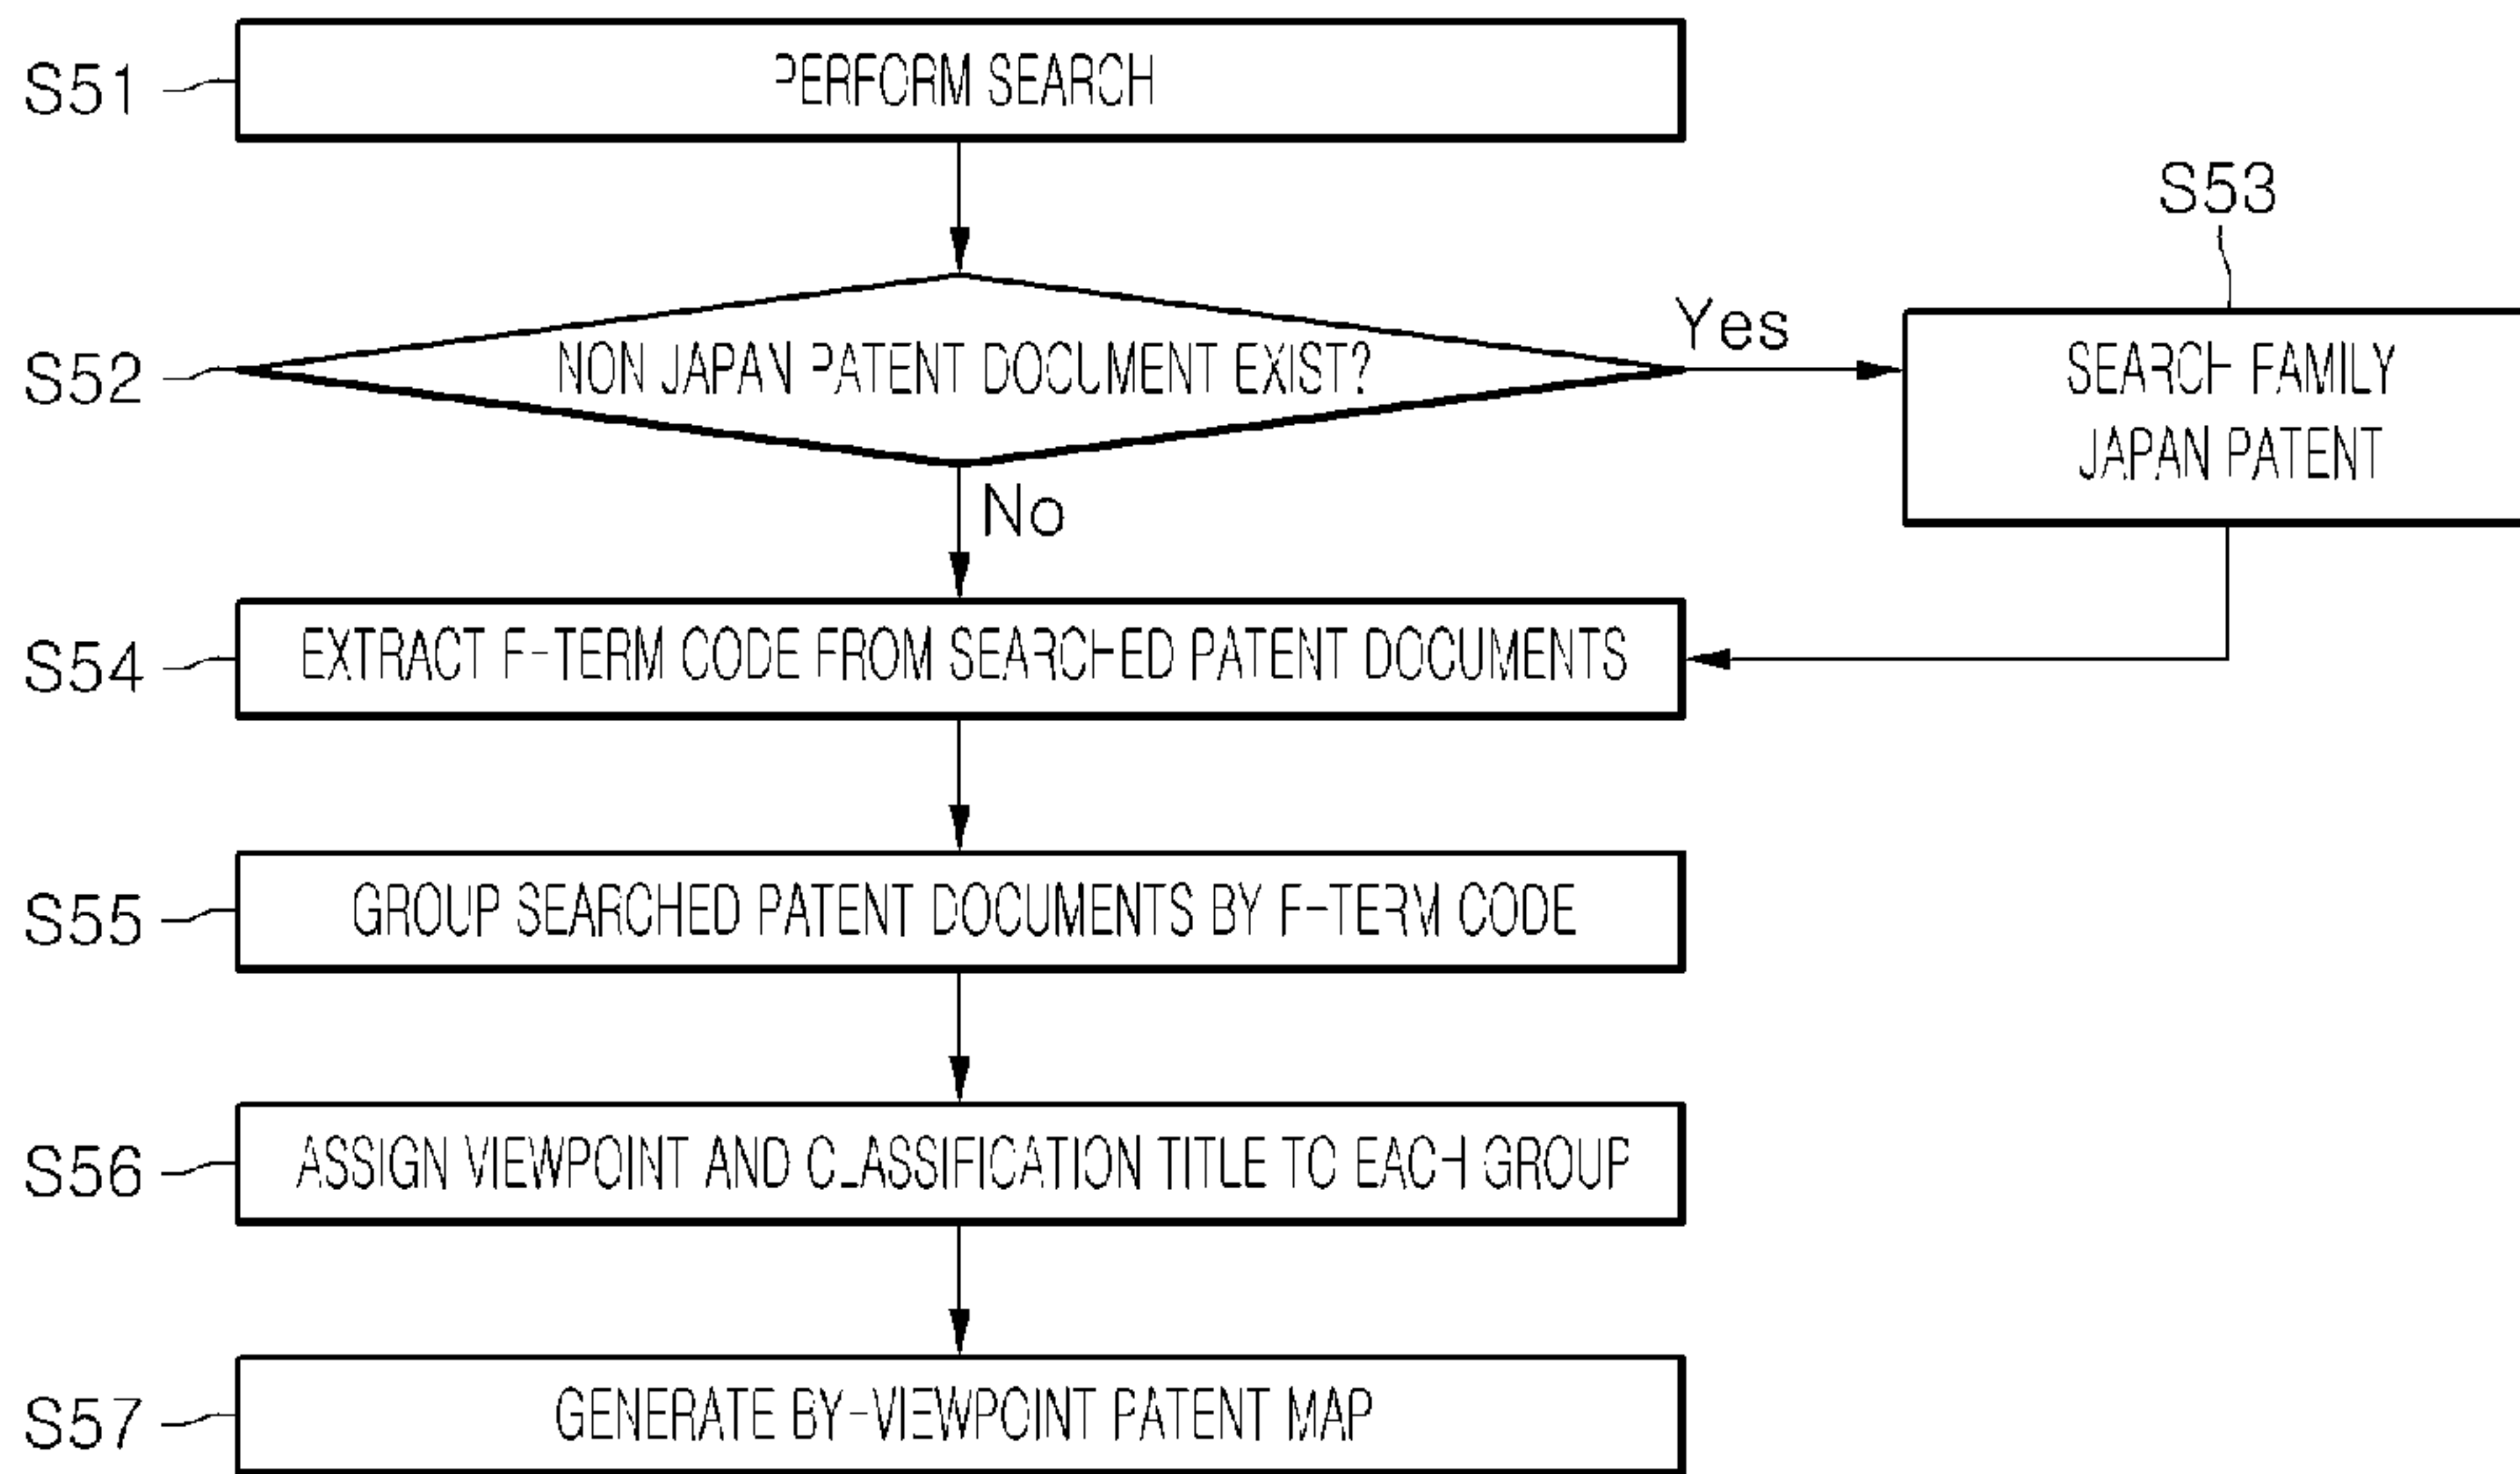 S51
PERFORM SEARCH
S52
NON JAPAN PATENT DOCUMENT EXIST?
Yes
No
S53
SEARCH FAMILY
JAPAN PATENT
S54
EXTRACT F-TERM CODE FROM SEARCHED PATENT DOCUMENTS
S55
GROUP SEARCHED PATENT DOCUMENTS BY F-TERM CODE
S56
ASSIGN VIEWPOINT AND CLASSIFICATION TITLE TO EACH GROUP
S57
GENERATE BY-VIEWPOINT PATENT MAP